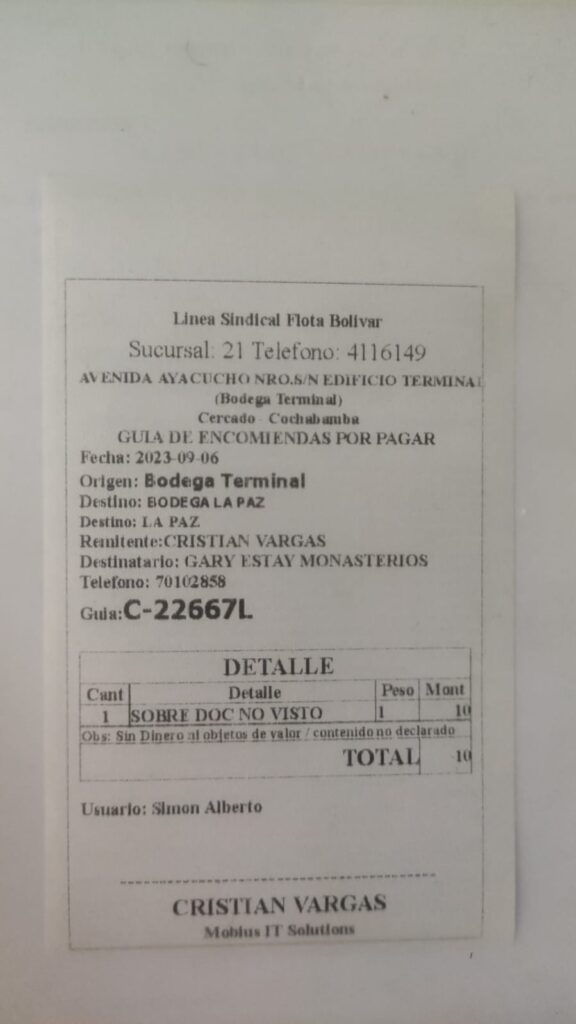 Linea Sindical Flota Bolivar
Sucursal: 21 Telefono: 4116149
AVENIDA AYACUCHO NRO.S/N EDIFICIO TERMINAL
(Bodega Terminal)
Cercado - Cochabamba
GUIA DE ENCOMIENDAS POR PAGAR
Fecha: 2023-09-06
Origen: Bodega Terminal
Destino: BODEGA LA PAZ
Destino: LA PAZ
Remitente:CRISTIAN VARGAS
Destinatario: GARY ESTAY MONASTERIOS
Telefono: 70102858
Guia:C-22667L
DETALLE
Cant Detalle Peso Mont
1 SOBRE DOC NO VISTO 1 10
Obs: Sin Dinero ni objetos de valor / contenido no declarado
TOTAL 10
Usuario: Simon Alberto
CRISTIAN VARGAS
Mobius IT Solutions